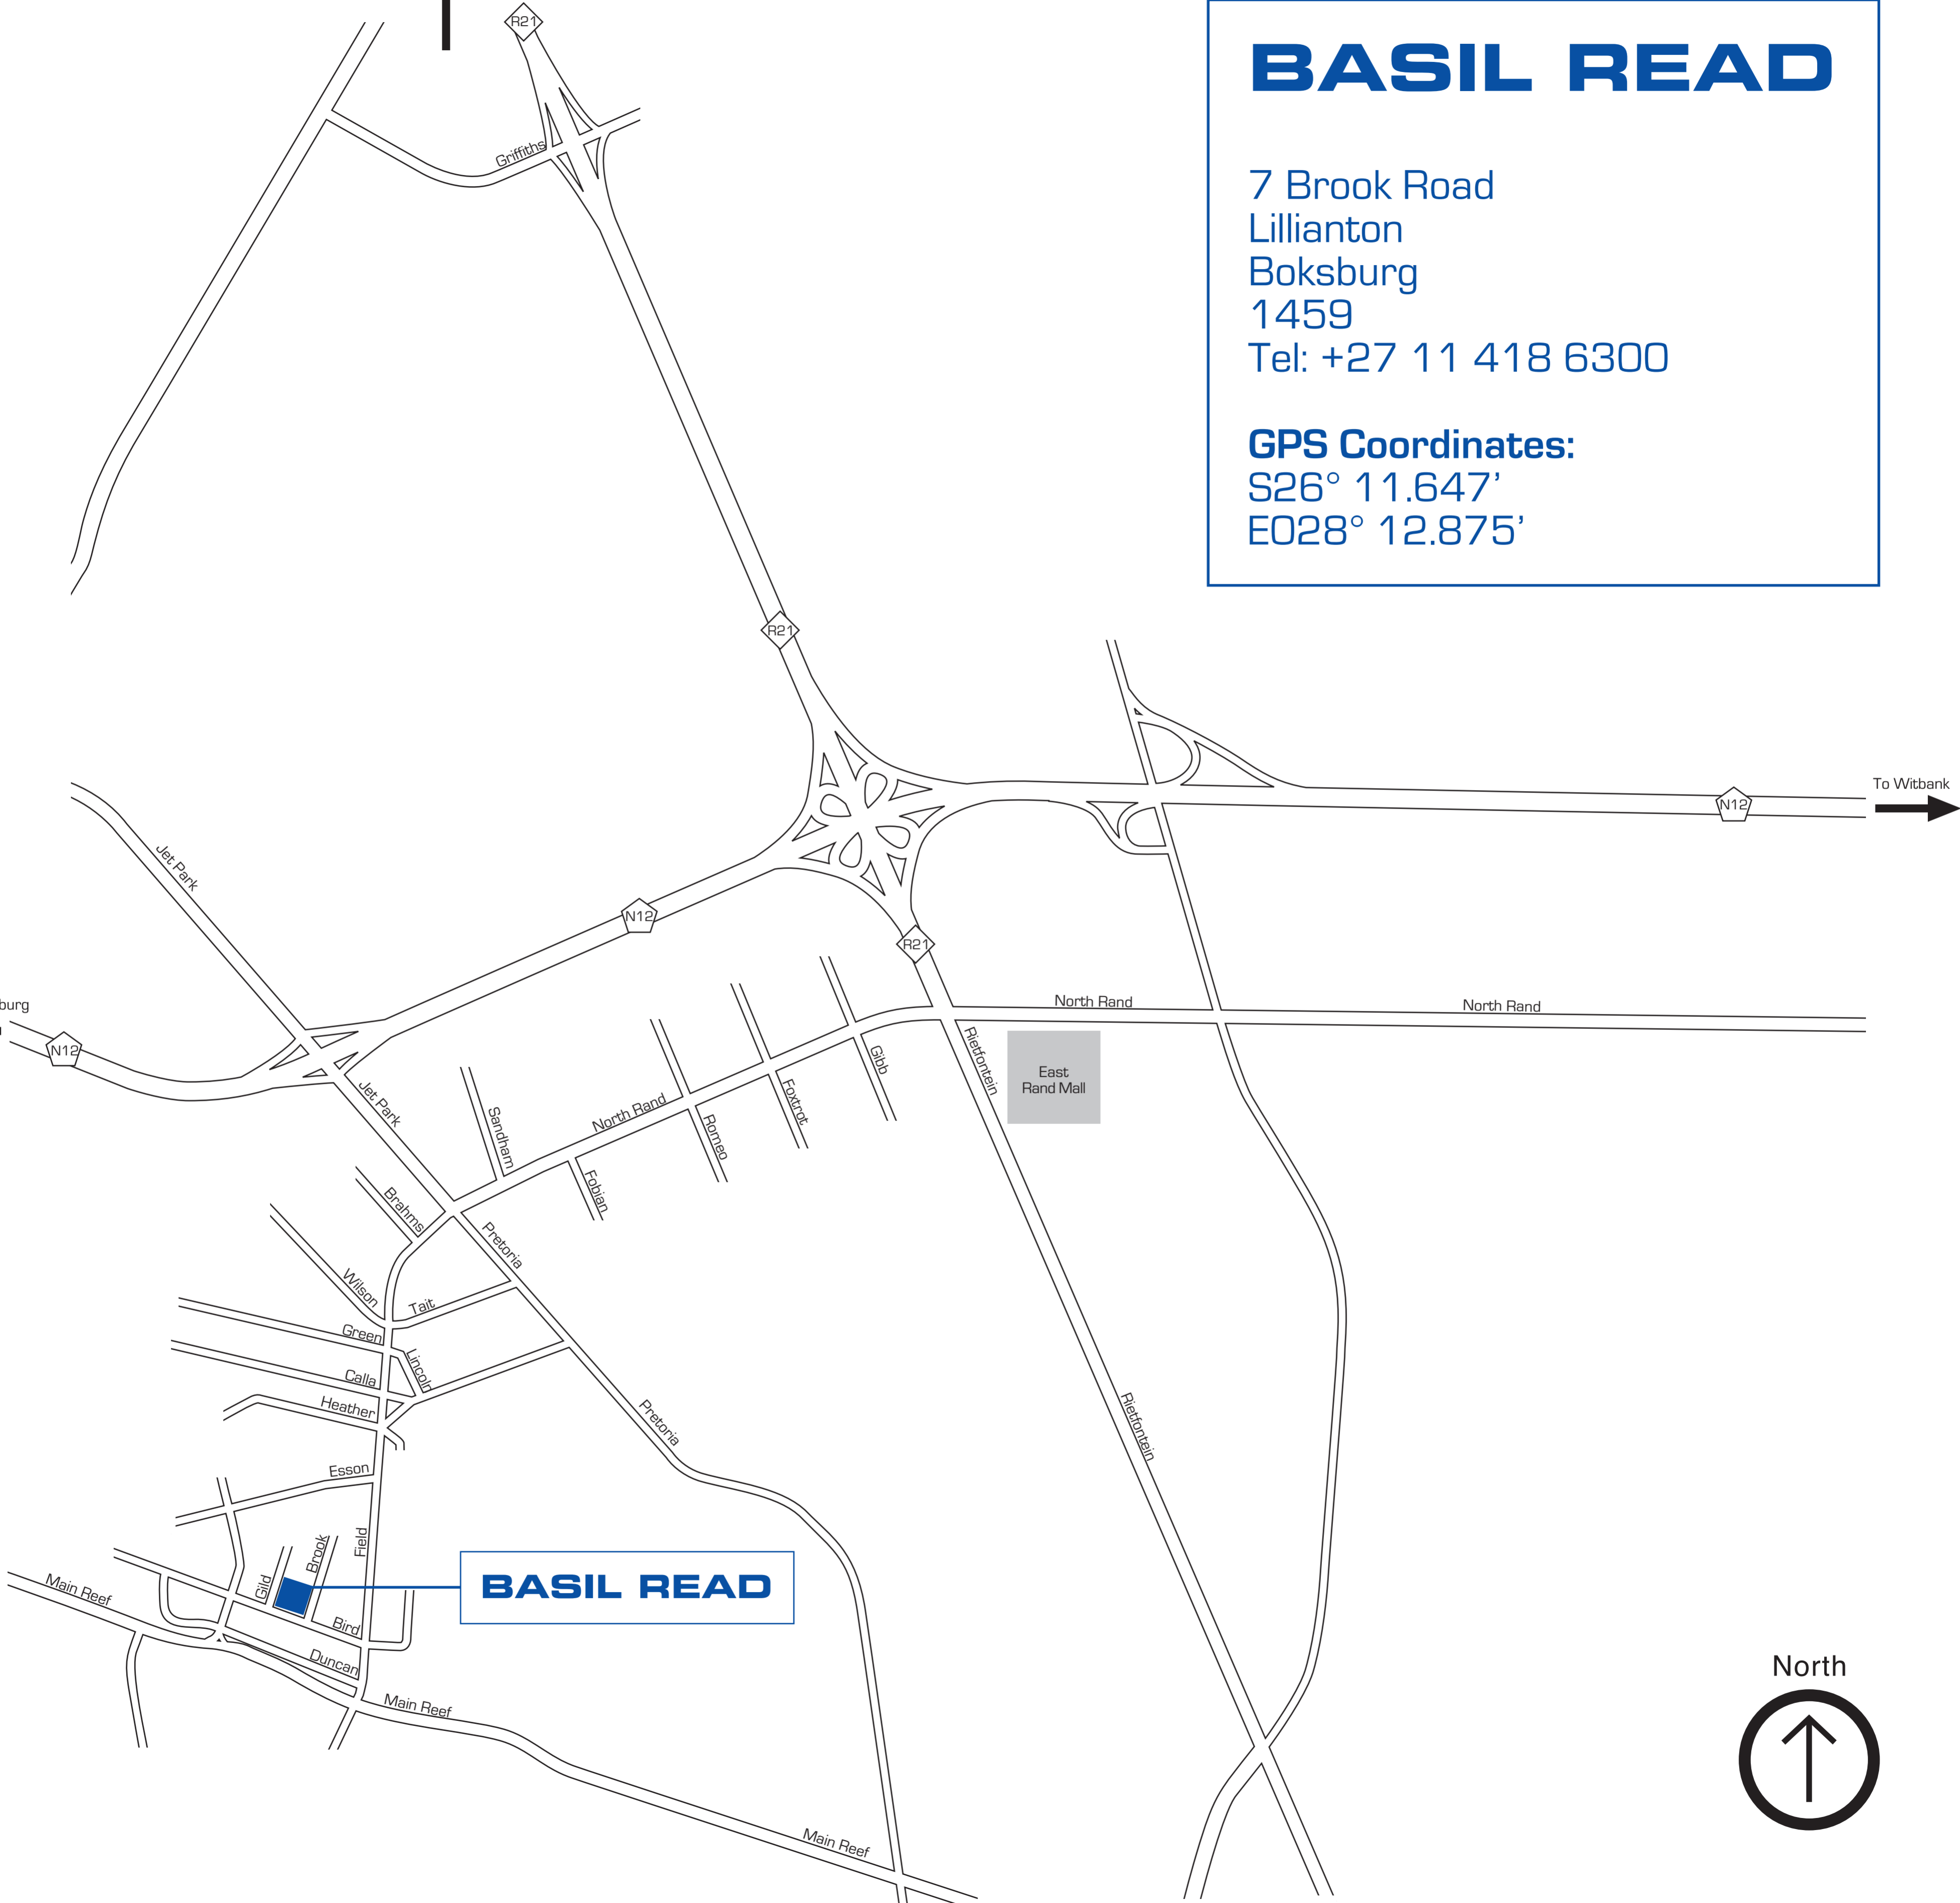 R21
BASIL READ
7 Brook Road
Lillianton
Boksburg
1459
Tel: +27 11 418 6300
GPS Coordinates:
S26° 11.647’
E028° 12.875’
Griffiths
R21
To Witbank
N12
Jet Park
N12
R21
North Rand
North Rand
burg
N12
Rietfontein
East
Rand Mall
Gibb
Foxtrot
Jet Park
North Rand
Sandham
Romeo
Fobian
Brahms
Pretoria
Wilson
Tait
Green
Lincoln
Calla
Heather
Pretoria
Rietfontein
Esson
Field
Brook
Gild
BASIL READ
Main Reef
Bird
Duncan
North
Main Reef
Main Reef